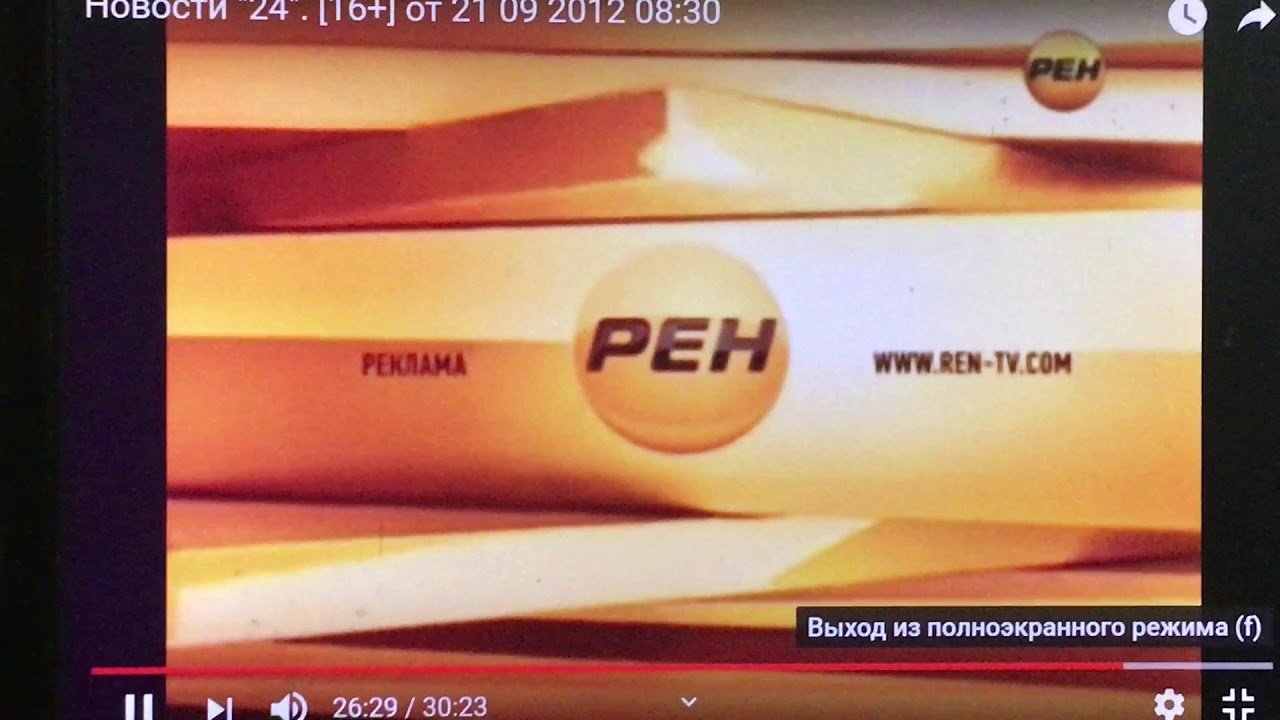 Новости "24". [16+] от 21 09 2012 08:30
РЕН
РЕКЛАМА
РЕН
WWW.REN-TV.COM
Выход из полноэкранного режима (f)
26:29 / 30:23